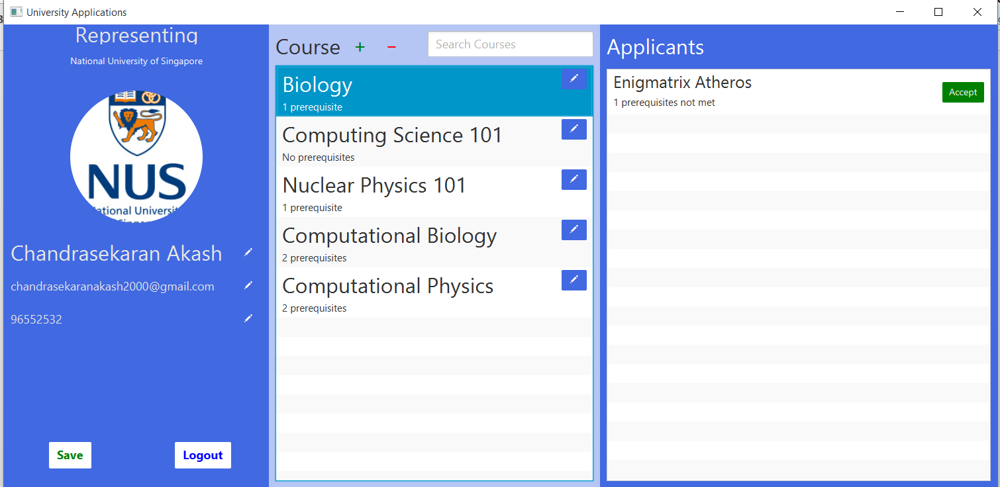 University Applications
Representing
National University of Singapore
NUS
National Universit
Singap
Chandrasekaran Akash
chandrasekaranakash2000@gmail.com
96552532
Save
Logout
Course + −
Search Courses
Biology
1 prerequisite
Computing Science 101
No prerequisites
Nuclear Physics 101
1 prerequisite
Computational Biology
2 prerequisites
Computational Physics
2 prerequisites
Applicants
Enigmatrix Atheros
1 prerequisites not met
Accept